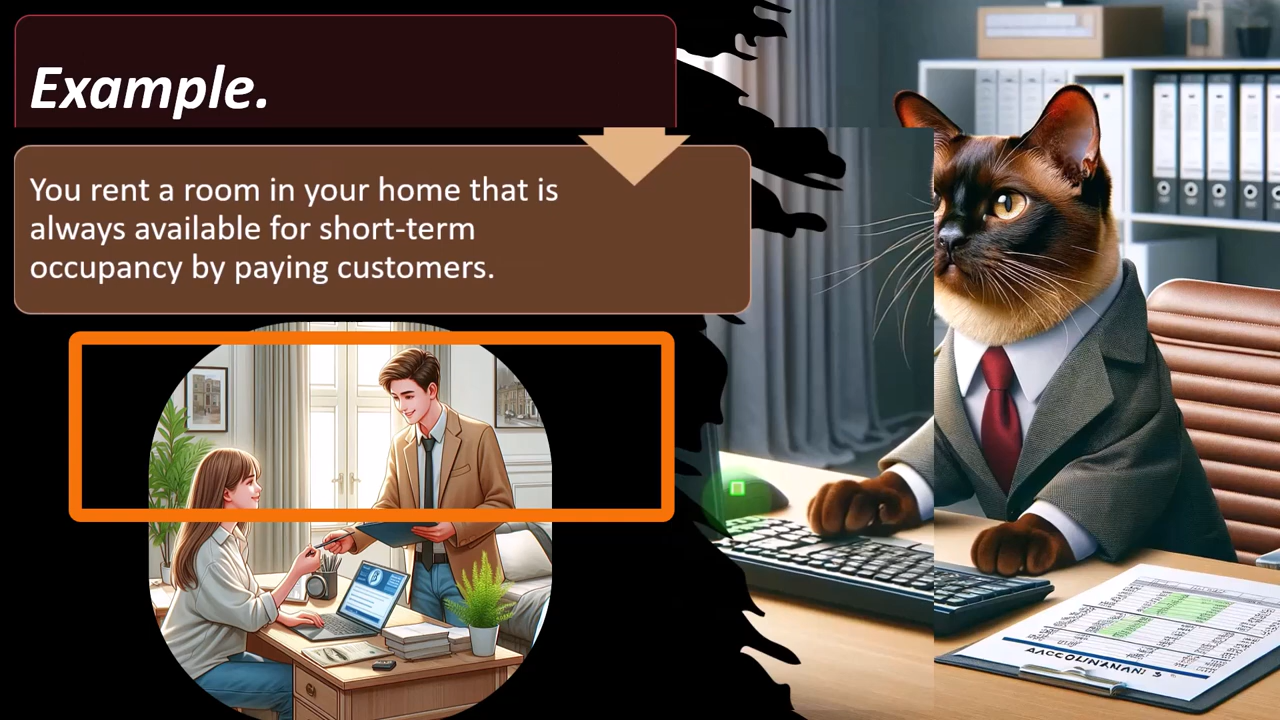 Example.
You rent a room in your home that is
always available for short-term
occupancy by paying customers.